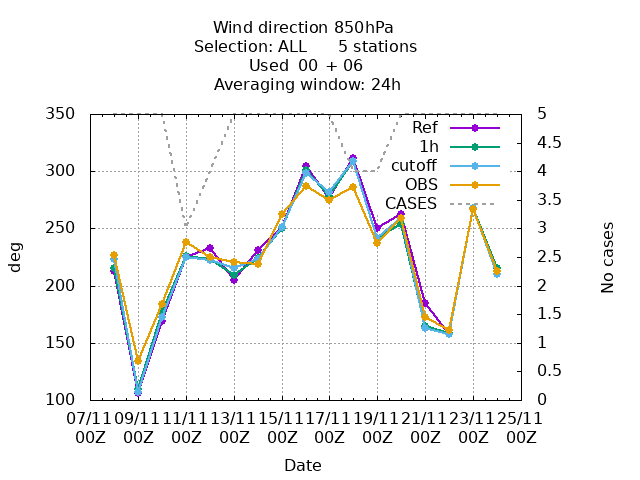 Wind direction 850hPa
Selection: ALL      5 stations
Used  00 + 06
Averaging window: 24h
350
300
250
200
150
100
deg
5
4.5
4
3.5
3
2.5
2
1.5
1
0.5
0
No cases
Ref
1h
cutoff
OBS
CASES
07/11 09/11 11/11 13/11 15/11 17/11 19/11 21/11 23/11 25/11
00Z 00Z 00Z 00Z 00Z 00Z 00Z 00Z 00Z 00Z
Date